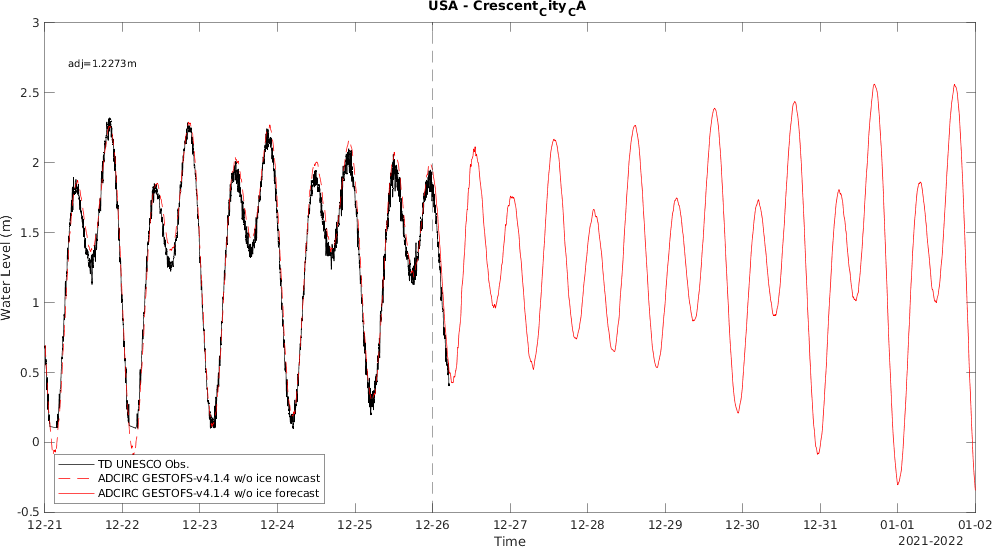 USA - CrescentCityCA
3
adj=1.2273m
2.5
2
1.5
1
0.5
0
-0.5
Water Level (m)
TD UNESCO Obs.
ADCIRC GESTOFS-v4.1.4 w/o ice nowcast
ADCIRC GESTOFS-v4.1.4 w/o ice forecast
12-21 12-22 12-23 12-24 12-25 12-26 12-27 12-28 12-29 12-30 12-31 01-01 01-02
Time
2021-2022